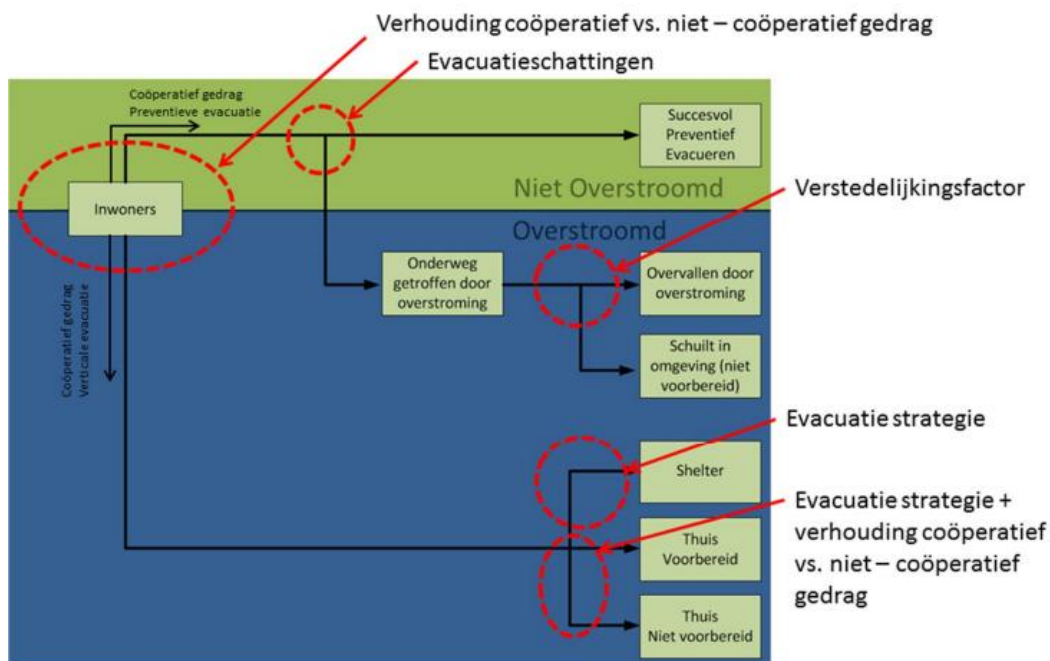 Verhouding coöperatief vs. niet – coöperatief gedrag
Evacuatieschattingen
Coöperatief gedrag
Preventieve evacuatie
Succesvol
Preventief
Evacueren
Niet Overstroomd
Verstedelijkingsfactor
Inwoners
Overstroomd
Onderweg
getroffen door
overstroming
Overvallen door
overstroming
Coöperatief gedrag
Verticale evacuatie
Schuilt in
omgeving (niet
voorbereid)
Evacuatie strategie
Shelter
Evacuatie strategie +
verhouding coöperatief
vs. niet – coöperatief
gedrag
Thuis
Voorbereid
Thuis
Niet voorbereid